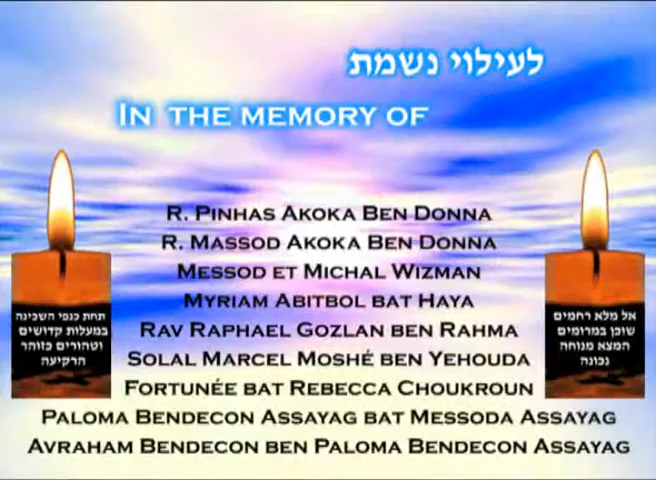 לעילוי נשמת
IN THE MEMORY OF
R. PINHAS AKOKA BEN DONNA
R. MASSOD AKOKA BEN DONNA
MESSOD ET MICHAL WIZMAN
MYRIAM ABITBOL BAT HAYA
RAV RAPHAEL GOZLAN BEN RAHMA
SOLAL MARCEL MOSHÉ BEN YEHOUDA
FORTUNÉE BAT REBECCA CHOUKROUN
PALOMA BENDECON ASSAYAG BAT MESSODA ASSAYAG
AVRAHAM BENDECON BEN PALOMA BENDECON ASSAYAG
אל מלא רחמים
שוכן במרומים
המצא מנוחה
נכונה
תחת כנפי השכינה
במעלות קדושים
וטהורים כזוהר
הרקיעה